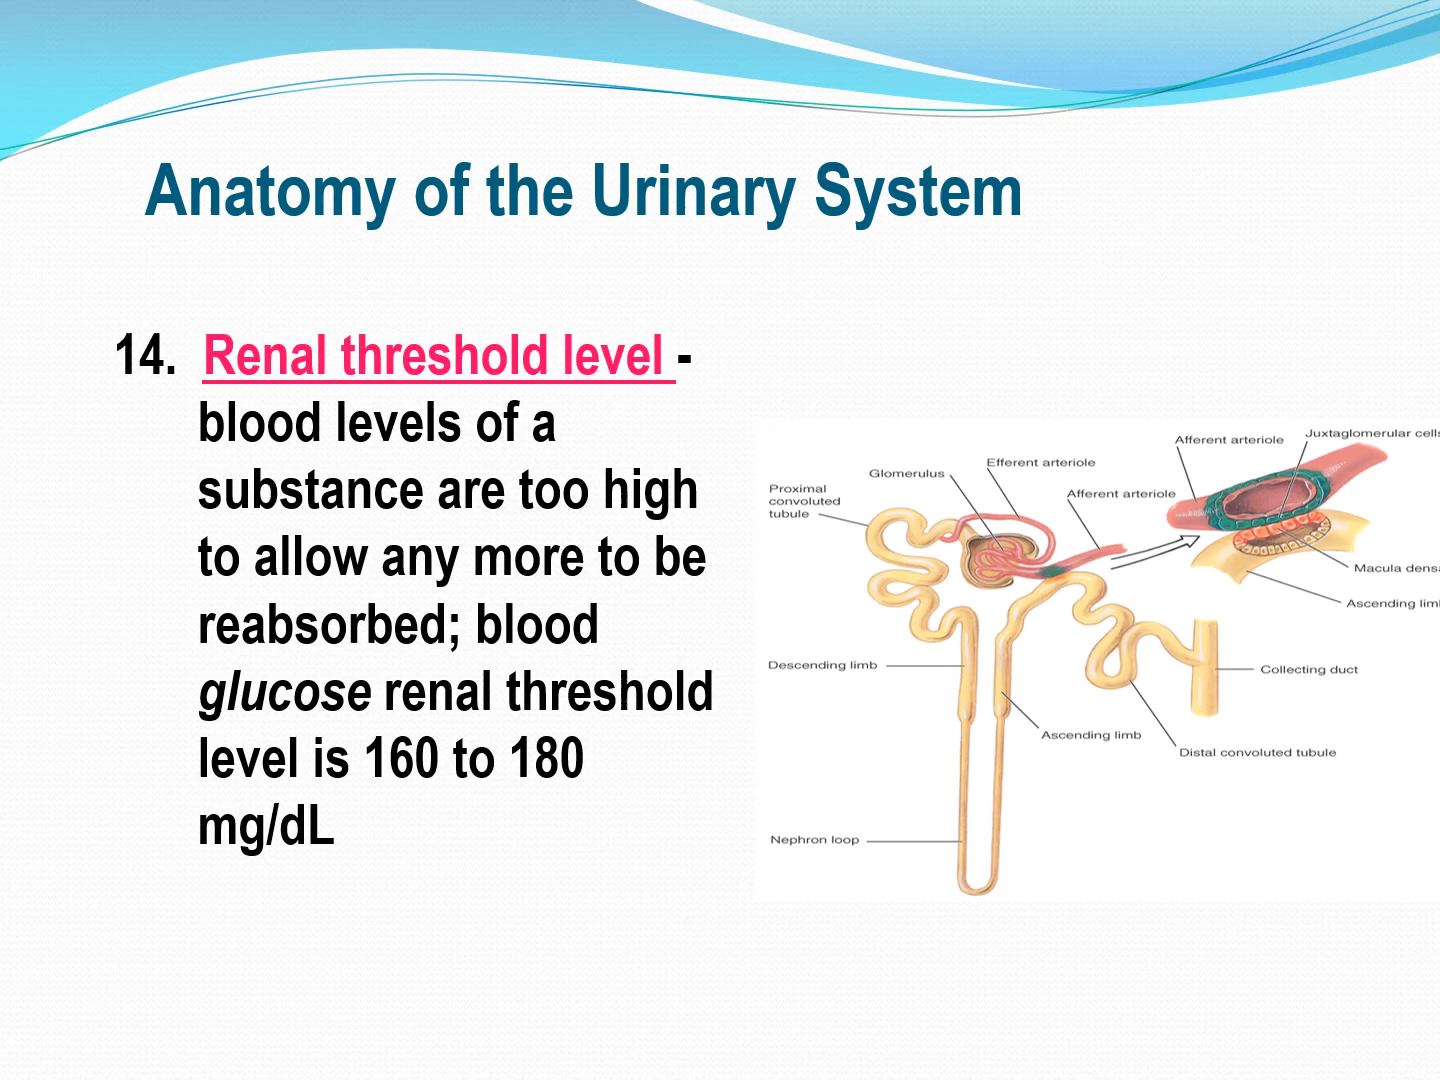 Anatomy of the Urinary System
14. Renal threshold level -
blood levels of a
substance are too high
to allow any more to be
reabsorbed; blood
glucose renal threshold
level is 160 to 180
mg/dL
Afferent arteriole
Juxtaglomerular cells
Glomerulus
Efferent arteriole
Proximal
convoluted
tubule
Afferent arteriole
Macula dens
Ascending lim
Descending limb
Collecting duct
Ascending limb
Distal convoluted tubule
Nephron loop